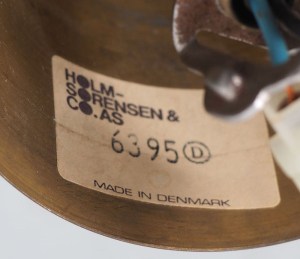 HOLM-
SØRENSEN &
CO. AS
6395 Ⓓ
MADE IN DENMARK